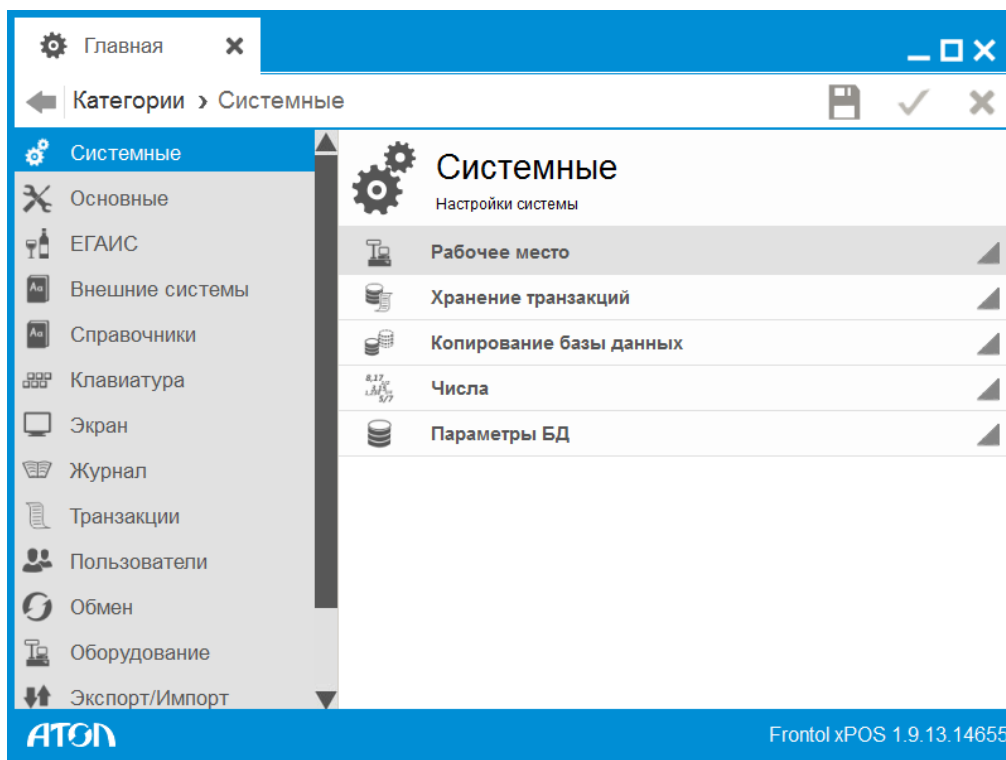 Главная
Категории › Системные
Системные
Основные
ЕГАИС
Внешние системы
Справочники
Клавиатура
Экран
Журнал
Транзакции
Пользователи
Обмен
Оборудование
Экспорт/Импорт
Системные
Настройки системы
Рабочее место
Хранение транзакций
Копирование базы данных
Числа
Параметры БД
АТОЛ
Frontol xPOS 1.9.13.14655